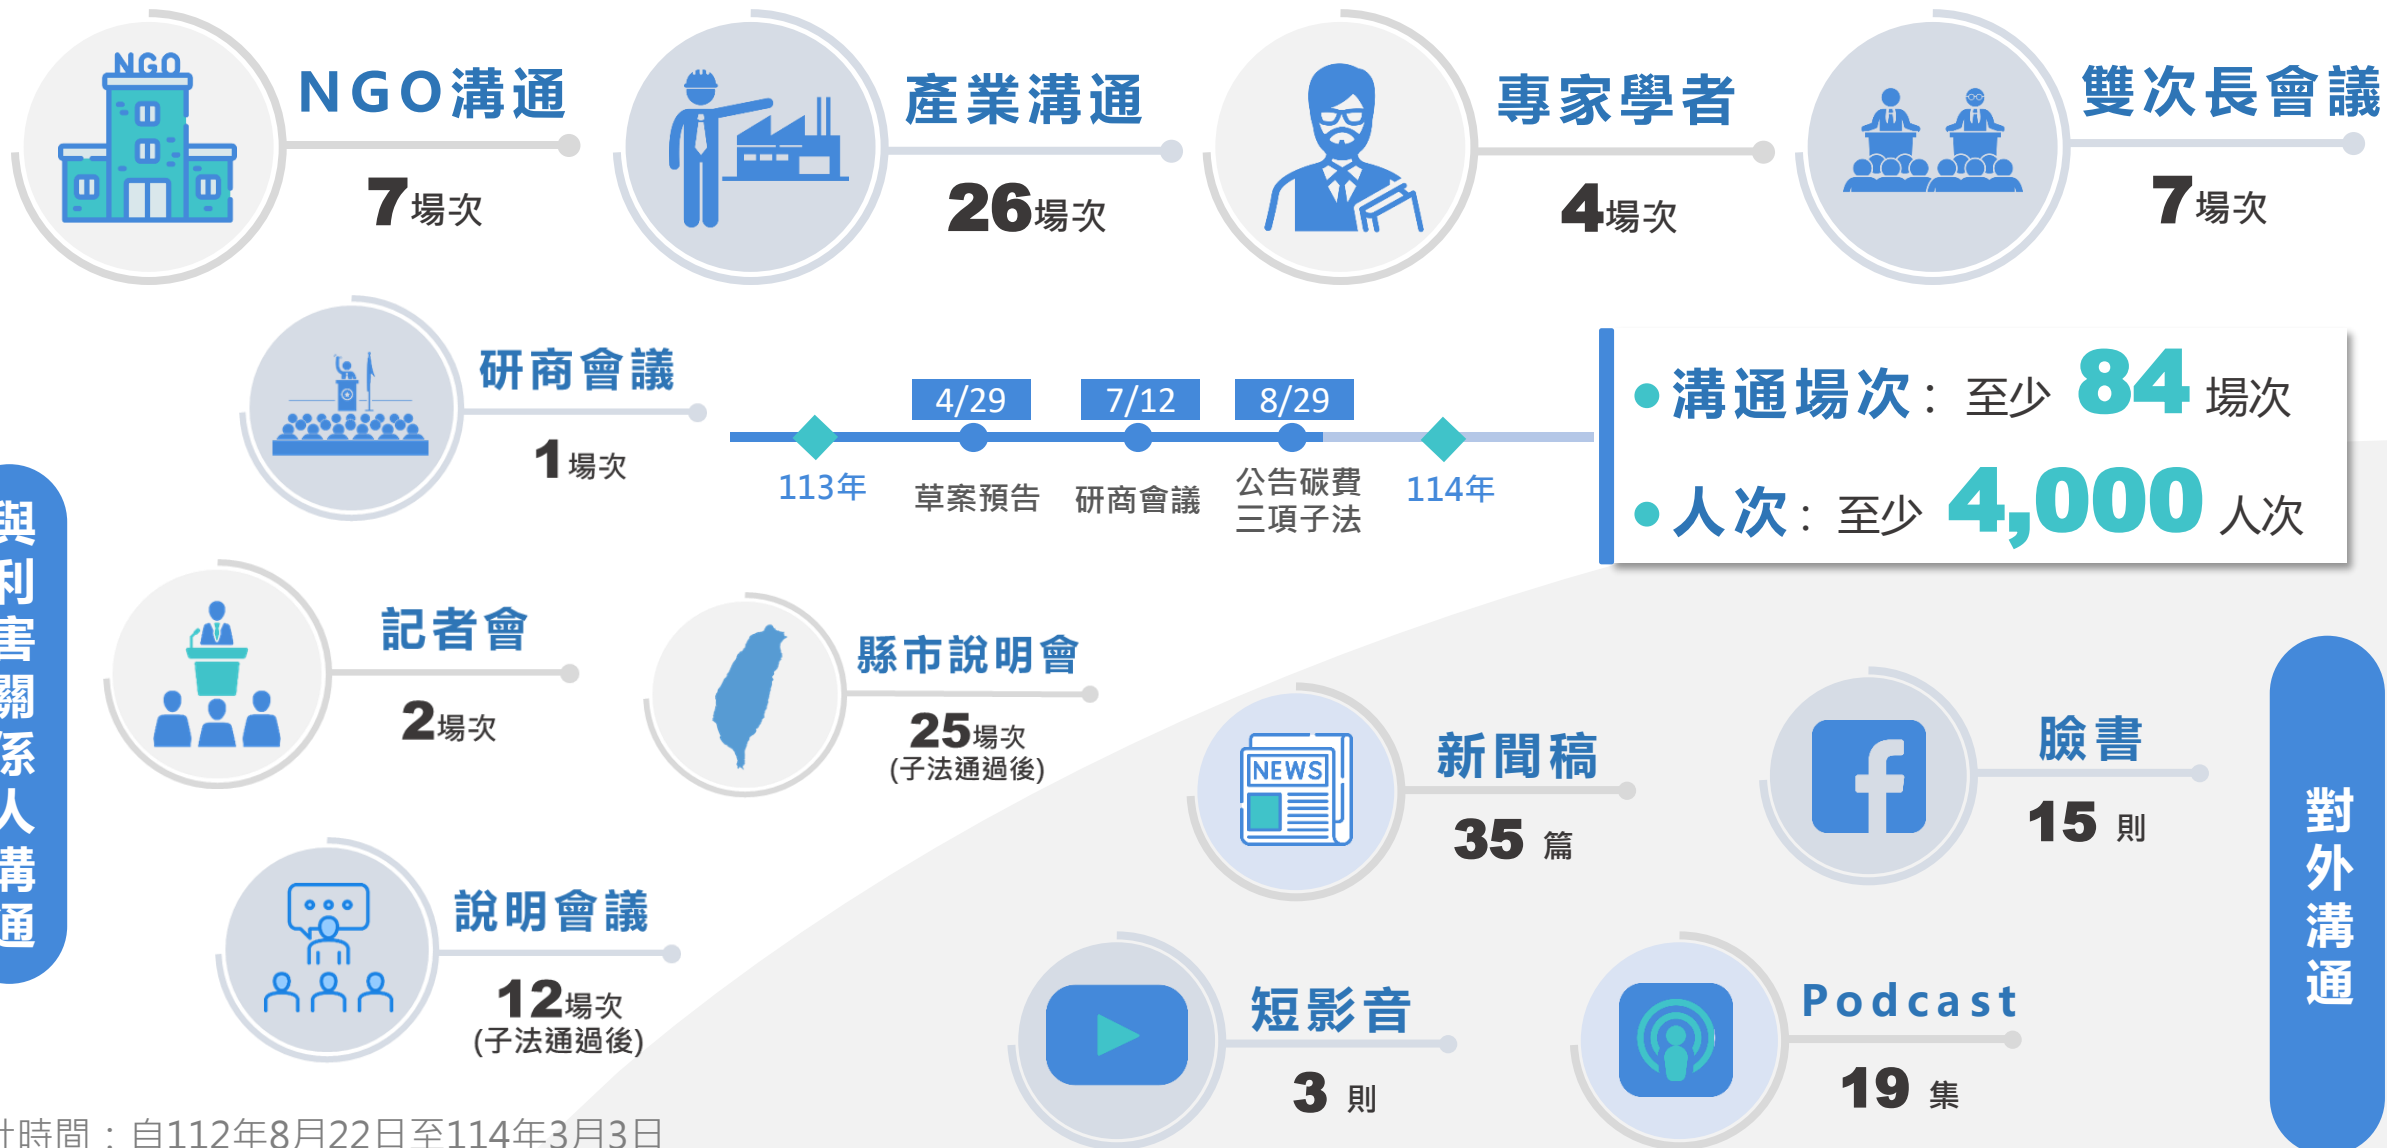 NGO
NGO溝通
7場次
產業溝通
26場次
專家學者
4場次
雙次長會議
7場次
研商會議
1場次
4/29
7/12
8/29
113年
草案預告
研商會議
公告碳費
三項子法
114年
溝通場次：至少 84 場次
人次：至少 4,000 人次
與利害關係人溝通
記者會
2場次
縣市說明會
25場次
(子法通過後)
說明會議
12場次
(子法通過後)
NEWS
新聞稿
35 篇
臉書
15 則
短影音
3 則
Podcast
19 集
對外溝通
計時間：自112年8月22日至114年3月3日